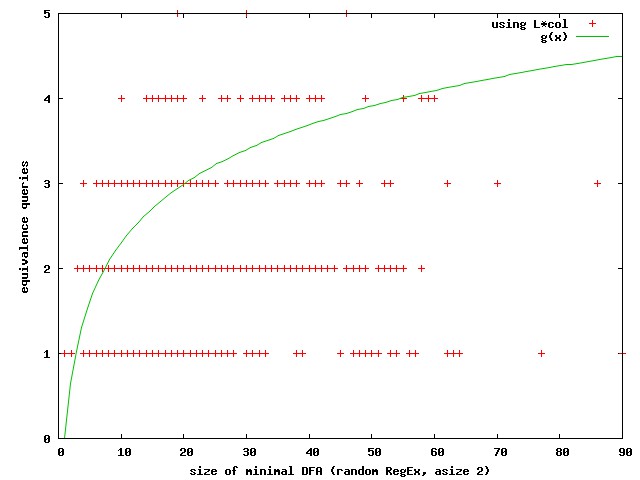 5
using L*col
g(x)
4
3
2
1
0
equivalence queries
0 10 20 30 40 50 60 70 80 90
size of minimal DFA (random RegEx, asize 2)